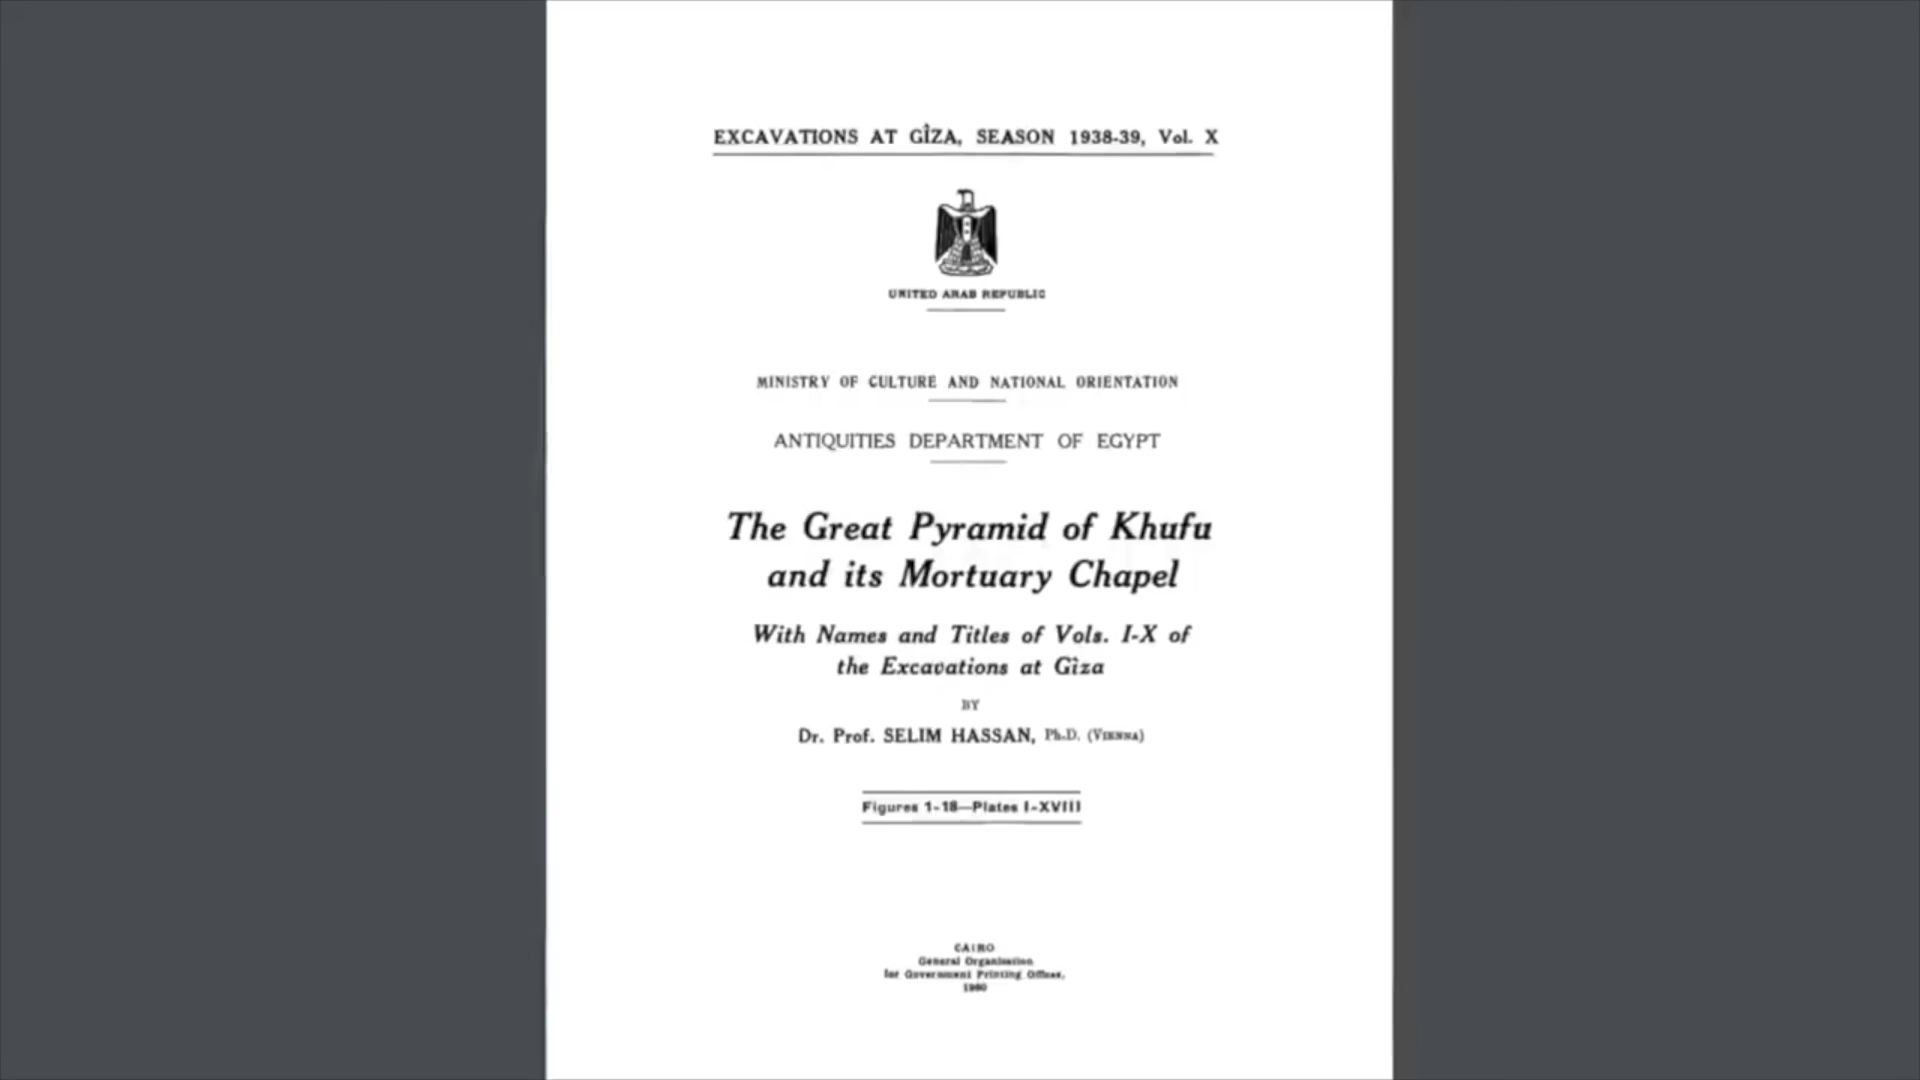 EXCAVATIONS AT GÎZA, SEASON 1938-39, Vol. X
UNITED ARAB REPUBLIC
MINISTRY OF CULTURE AND NATIONAL ORIENTATION
ANTIQUITIES DEPARTMENT OF EGYPT
The Great Pyramid of Khufu
and its Mortuary Chapel
With Names and Titles of Vols. I-X of
the Excavations at Gîza
BY
Dr. Prof. SELIM HASSAN, Ph.D. (VIENNA)
Figures 1-18—Plates I-XVIII
CAIRO
General Organisation
for Government Printing Offices,
1960